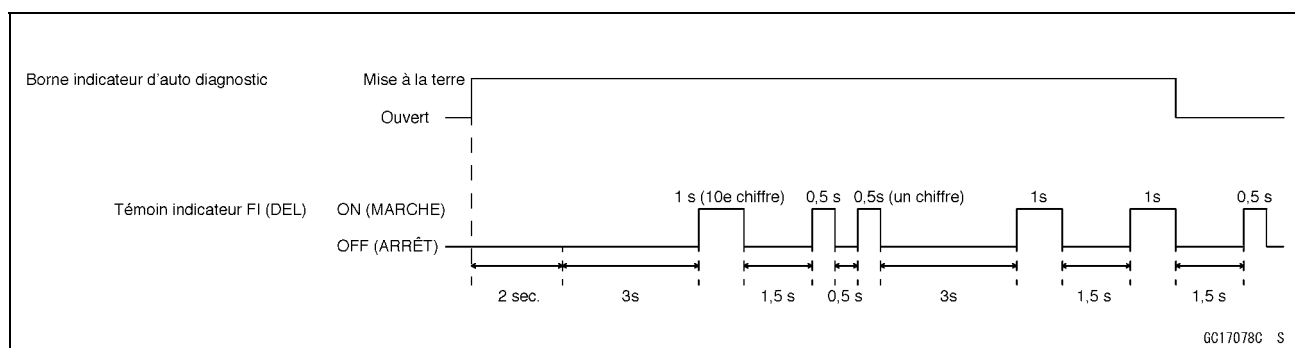 Borne indicateur d'auto diagnostic
Mise à la terre
Ouvert
1 s (10e chiffre)
0,5 s
0,5s (un chiffre)
1s
1s
0,5 s
Témoin indicateur FI (DEL)
ON (MARCHE)
OFF (ARRÊT)
2 sec.
3s
1,5 s
0,5 s
3s
1,5 s
1,5 s
GC17078C S